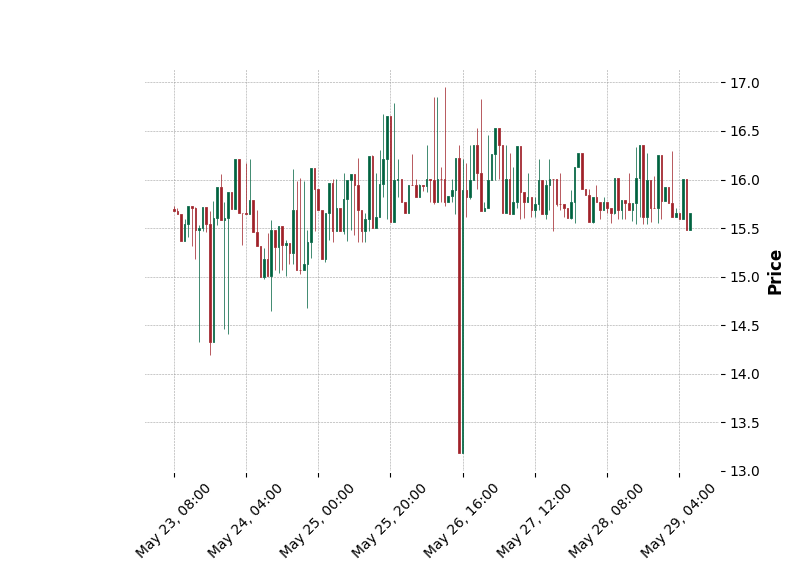 17.0
16.5
16.0
15.5
15.0
14.5
14.0
13.5
13.0
Price
May 23, 08:00
May 24, 04:00
May 25, 00:00
May 25, 20:00
May 26, 16:00
May 27, 12:00
May 28, 08:00
May 29, 04:00